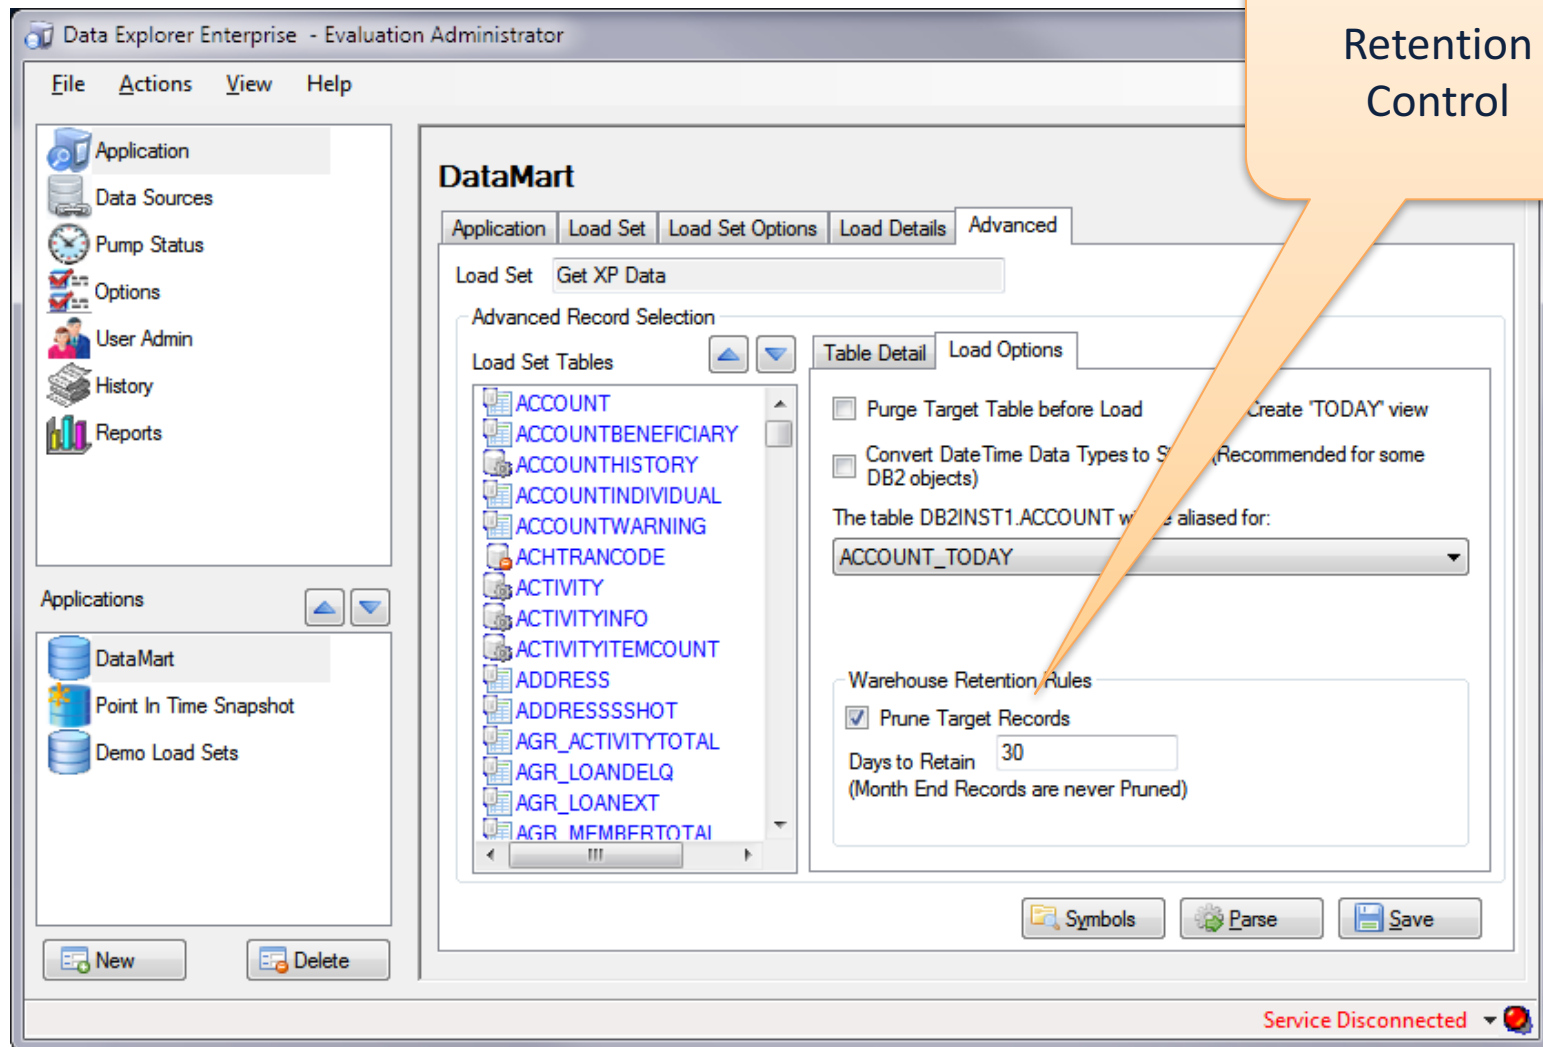 Data Explorer Enterprise - Evaluation Administrator
Retention
Control
File Actions View Help
Application
Data Sources
Pump Status
Options
User Admin
History
Reports
Applications
DataMart
Point In Time Snapshot
Demo Load Sets
New Delete
DataMart
Application Load Set Load Set Options Load Details Advanced
Load Set Get XP Data
Advanced Record Selection
Load Set Tables
ACCOUNT
ACCOUNTBENEFICIARY
ACCOUNTHISTORY
ACCOUNTINDIVIDUAL
ACCOUNTWARNING
ACHTRANCODE
ACTIVITY
ACTIVITYINFO
ACTIVITYITEMCOUNT
ADDRESS
ADDRESSSSHOT
AGR_ACTIVITYTOTAL
AGR_LOANDELQ
AGR_LOANEXT
AGR_MEMBERTOTAL
Table Detail Load Options
Purge Target Table before Load Create "TODAY" view
Convert DateTime Data Types to (Recommended for some
DB2 objects)
The table DB2INST1.ACCOUNT aliased for:
ACCOUNT_TODAY
Warehouse Retention Rules
Prune Target Records
Days to Retain 30
(Month End Records are never Pruned)
Symbols Parse Save
Service Disconnected